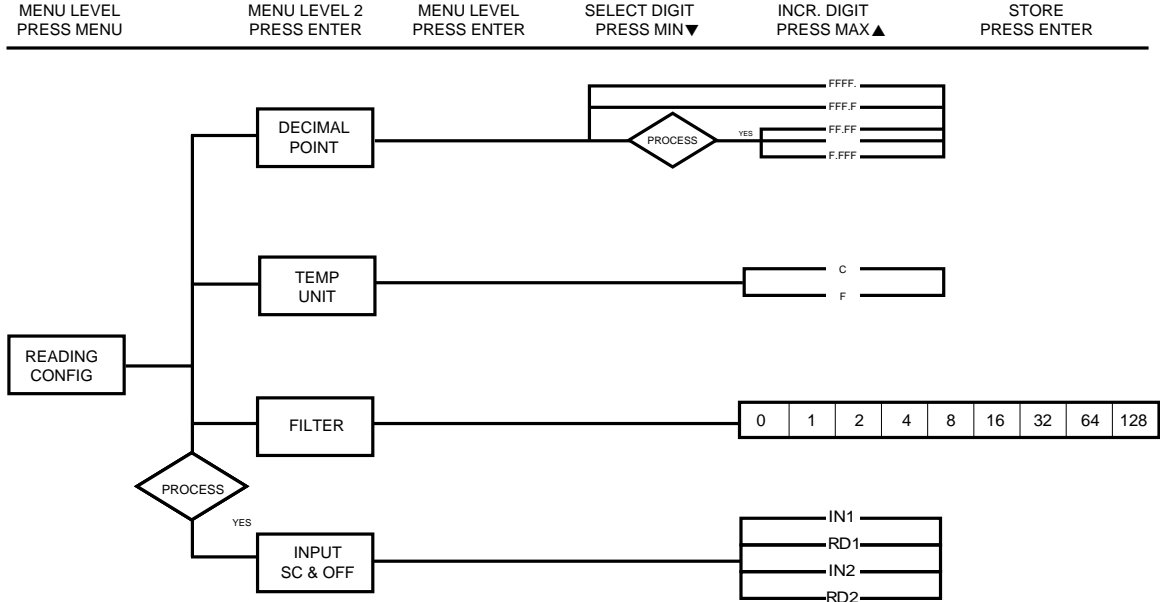 MENU LEVEL
PRESS MENU
MENU LEVEL 2
PRESS ENTER
MENU LEVEL
PRESS ENTER
SELECT DIGIT
PRESS MIN▼
INCR. DIGIT
PRESS MAX▲
STORE
PRESS ENTER
FFFF.
FFF.F
DECIMAL
POINT
PROCESS
YES
FF.FF
F.FFF
TEMP
UNIT
C
F
READING
CONFIG
FILTER
0 1 2 4 8 16 32 64 128
PROCESS
YES
INPUT
SC & OFF
IN1
RD1
IN2
RD2